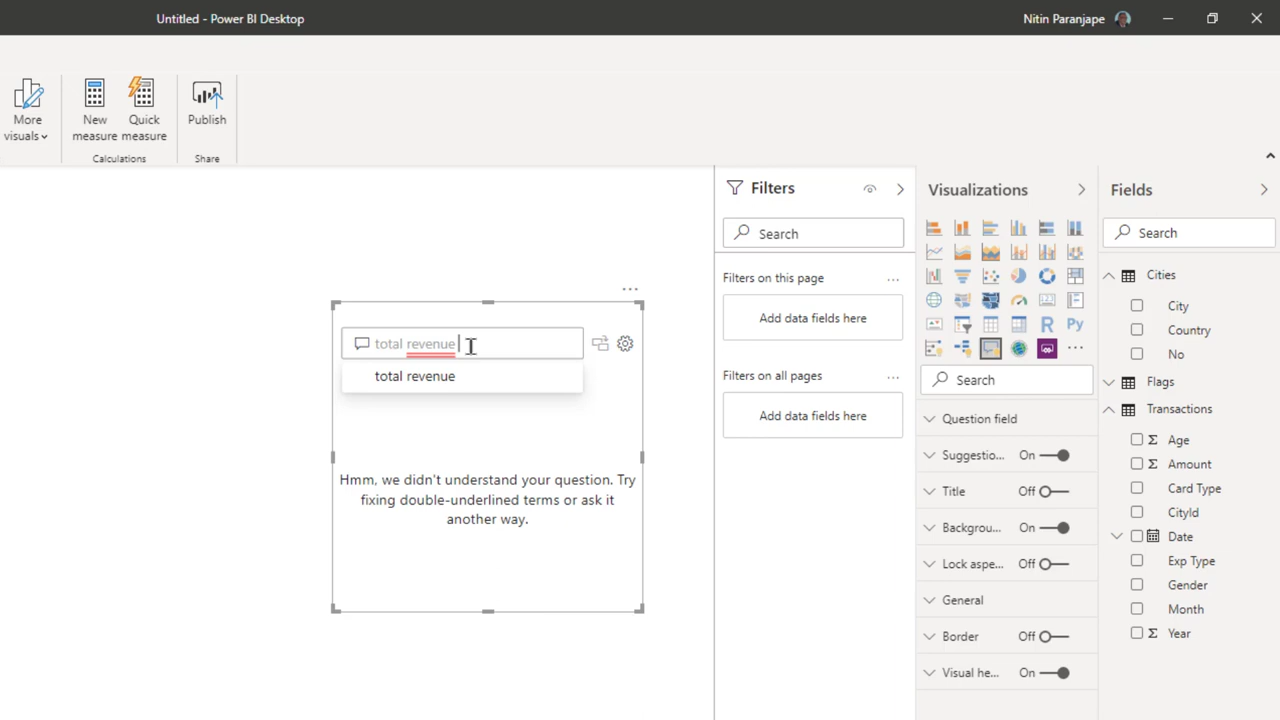 Untitled - Power BI Desktop
Nitin Paranjape
More
visuals
New
measure
Quick
measure
Publish
Calculations
Share
Filters
Search
Filters on this page
...
Add data fields here
Filters on all pages
...
Add data fields here
Visualizations
R
Py
...
Search
Question field
Suggestio... On
Title Off
Backgrou... On
Lock aspe... Off
General
Border Off
Visual he... On
Fields
Search
Cities
City
Country
No
Flags
Transactions
Σ Age
Σ Amount
Card Type
CityId
Date
Exp Type
Gender
Month
Σ Year
...
total revenue
total revenue
Hmm, we didn't understand your question. Try
fixing double-underlined terms or ask it
another way.